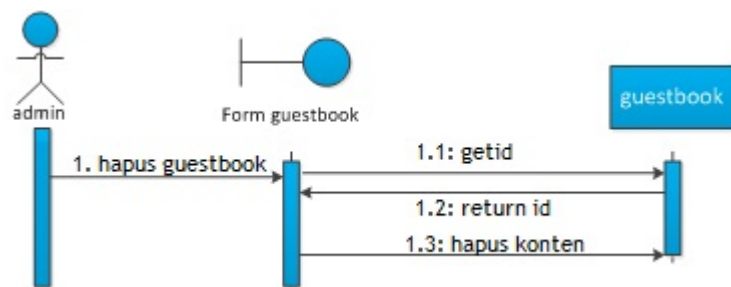 admin
Form guestbook
guestbook
1. hapus guestbook
1.1: getid
1.2: return id
1.3: hapus konten